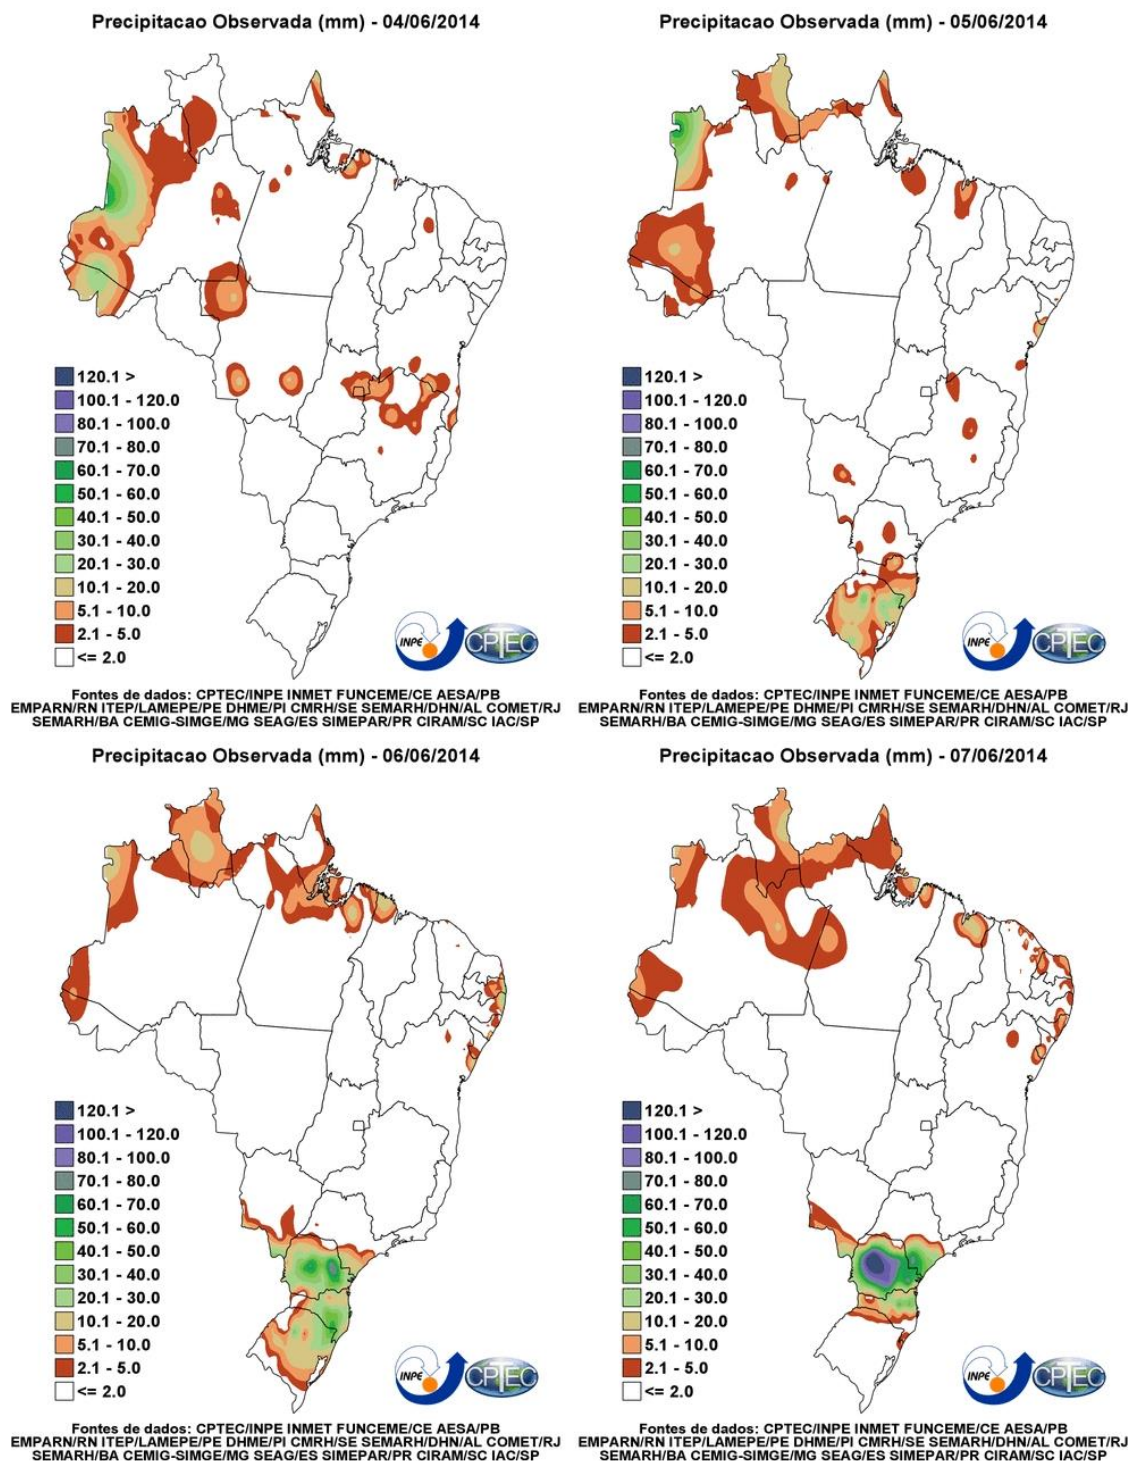 Precipitacao Observada (mm) - 04/06/2014
120.1 >
100.1 - 120.0
80.1 - 100.0
70.1 - 80.0
60.1 - 70.0
50.1 - 60.0
40.1 - 50.0
30.1 - 40.0
20.1 - 30.0
10.1 - 20.0
5.1 - 10.0
2.1 - 5.0
<= 2.0
INPE
CPTEC
Fontes de dados: CPTEC/INPE INMET FUNCEME/CE AESA/PB
EMPARN/RN ITEP/LAMEPE/PE DHME/PI CMRH/SE SEMARH/DHN/AL COMET/RJ
SEMARH/BA CEMIG-SIMGE/MG SEAG/ES SIMEPAR/PR CIRAM/SC IAC/SP
Precipitacao Observada (mm) - 05/06/2014
120.1 >
100.1 - 120.0
80.1 - 100.0
70.1 - 80.0
60.1 - 70.0
50.1 - 60.0
40.1 - 50.0
30.1 - 40.0
20.1 - 30.0
10.1 - 20.0
5.1 - 10.0
2.1 - 5.0
<= 2.0
INPE
CPTEC
Fontes de dados: CPTEC/INPE INMET FUNCEME/CE AESA/PB
EMPARN/RN ITEP/LAMEPE/PE DHME/PI CMRH/SE SEMARH/DHN/AL COMET/RJ
SEMARH/BA CEMIG-SIMGE/MG SEAG/ES SIMEPAR/PR CIRAM/SC IAC/SP
Precipitacao Observada (mm) - 06/06/2014
120.1 >
100.1 - 120.0
80.1 - 100.0
70.1 - 80.0
60.1 - 70.0
50.1 - 60.0
40.1 - 50.0
30.1 - 40.0
20.1 - 30.0
10.1 - 20.0
5.1 - 10.0
2.1 - 5.0
<= 2.0
INPE
CPTEC
Fontes de dados: CPTEC/INPE INMET FUNCEME/CE AESA/PB
EMPARN/RN ITEP/LAMEPE/PE DHME/PI CMRH/SE SEMARH/DHN/AL COMET/RJ
SEMARH/BA CEMIG-SIMGE/MG SEAG/ES SIMEPAR/PR CIRAM/SC IAC/SP
Precipitacao Observada (mm) - 07/06/2014
120.1 >
100.1 - 120.0
80.1 - 100.0
70.1 - 80.0
60.1 - 70.0
50.1 - 60.0
40.1 - 50.0
30.1 - 40.0
20.1 - 30.0
10.1 - 20.0
5.1 - 10.0
2.1 - 5.0
<= 2.0
INPE
CPTEC
Fontes de dados: CPTEC/INPE INMET FUNCEME/CE AESA/PB
EMPARN/RN ITEP/LAMEPE/PE DHME/PI CMRH/SE SEMARH/DHN/AL COMET/RJ
SEMARH/BA CEMIG-SIMGE/MG SEAG/ES SIMEPAR/PR CIRAM/SC IAC/SP